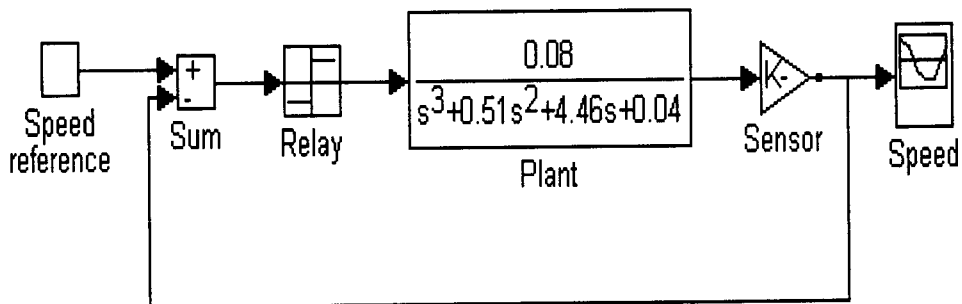 0.08
s³+0.51s²+4.46s+0.04
+
-
K-
Speed
reference
Sum
Relay
Plant
Sensor
Speed